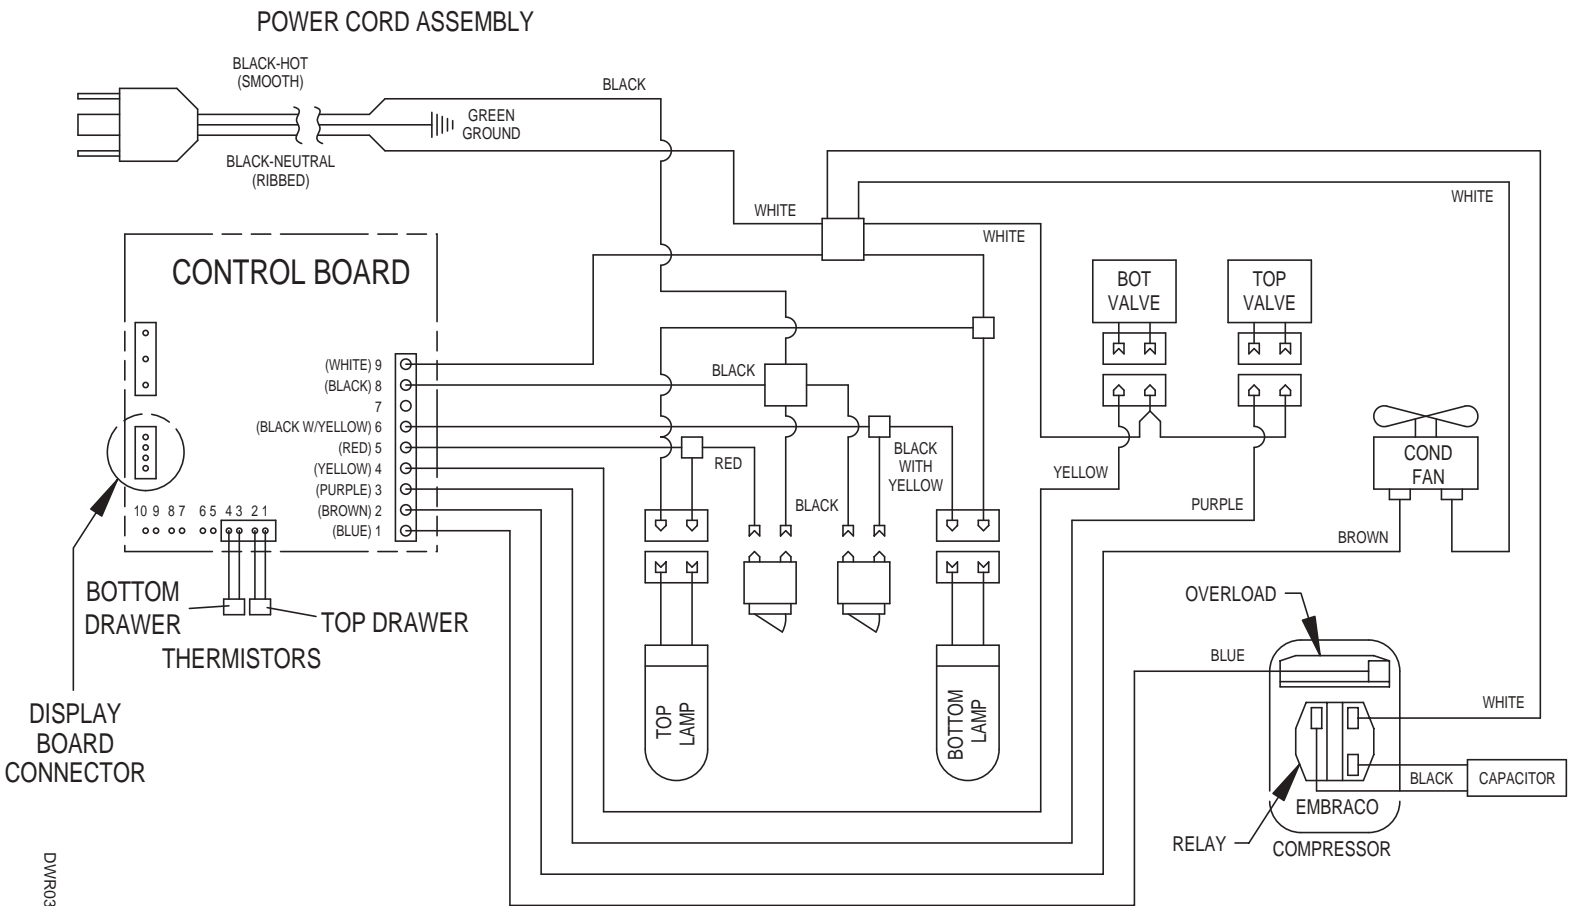 POWER CORD ASSEMBLY
BLACK-HOT
(SMOOTH)
BLACK
GREEN
GROUND
BLACK-NEUTRAL
(RIBBED)
WHITE
WHITE
WHITE
CONTROL BOARD
BOT
VALVE
TOP
VALVE
(WHITE) 9
(BLACK) 8
7
(BLACK W/YELLOW) 6
(RED) 5
(YELLOW) 4
(PURPLE) 3
(BROWN) 2
(BLUE) 1
BLACK
RED
BLACK
WITH
YELLOW
BLACK
YELLOW
PURPLE
COND
FAN
BROWN
10 9 8 7 6 5 4 3 2 1
BOTTOM
DRAWER
TOP DRAWER
THERMISTORS
DISPLAY
BOARD
CONNECTOR
TOP
LAMP
BOTTOM
LAMP
OVERLOAD
BLUE
WHITE
BLACK
CAPACITOR
EMBRACO
RELAY
COMPRESSOR
DWR03